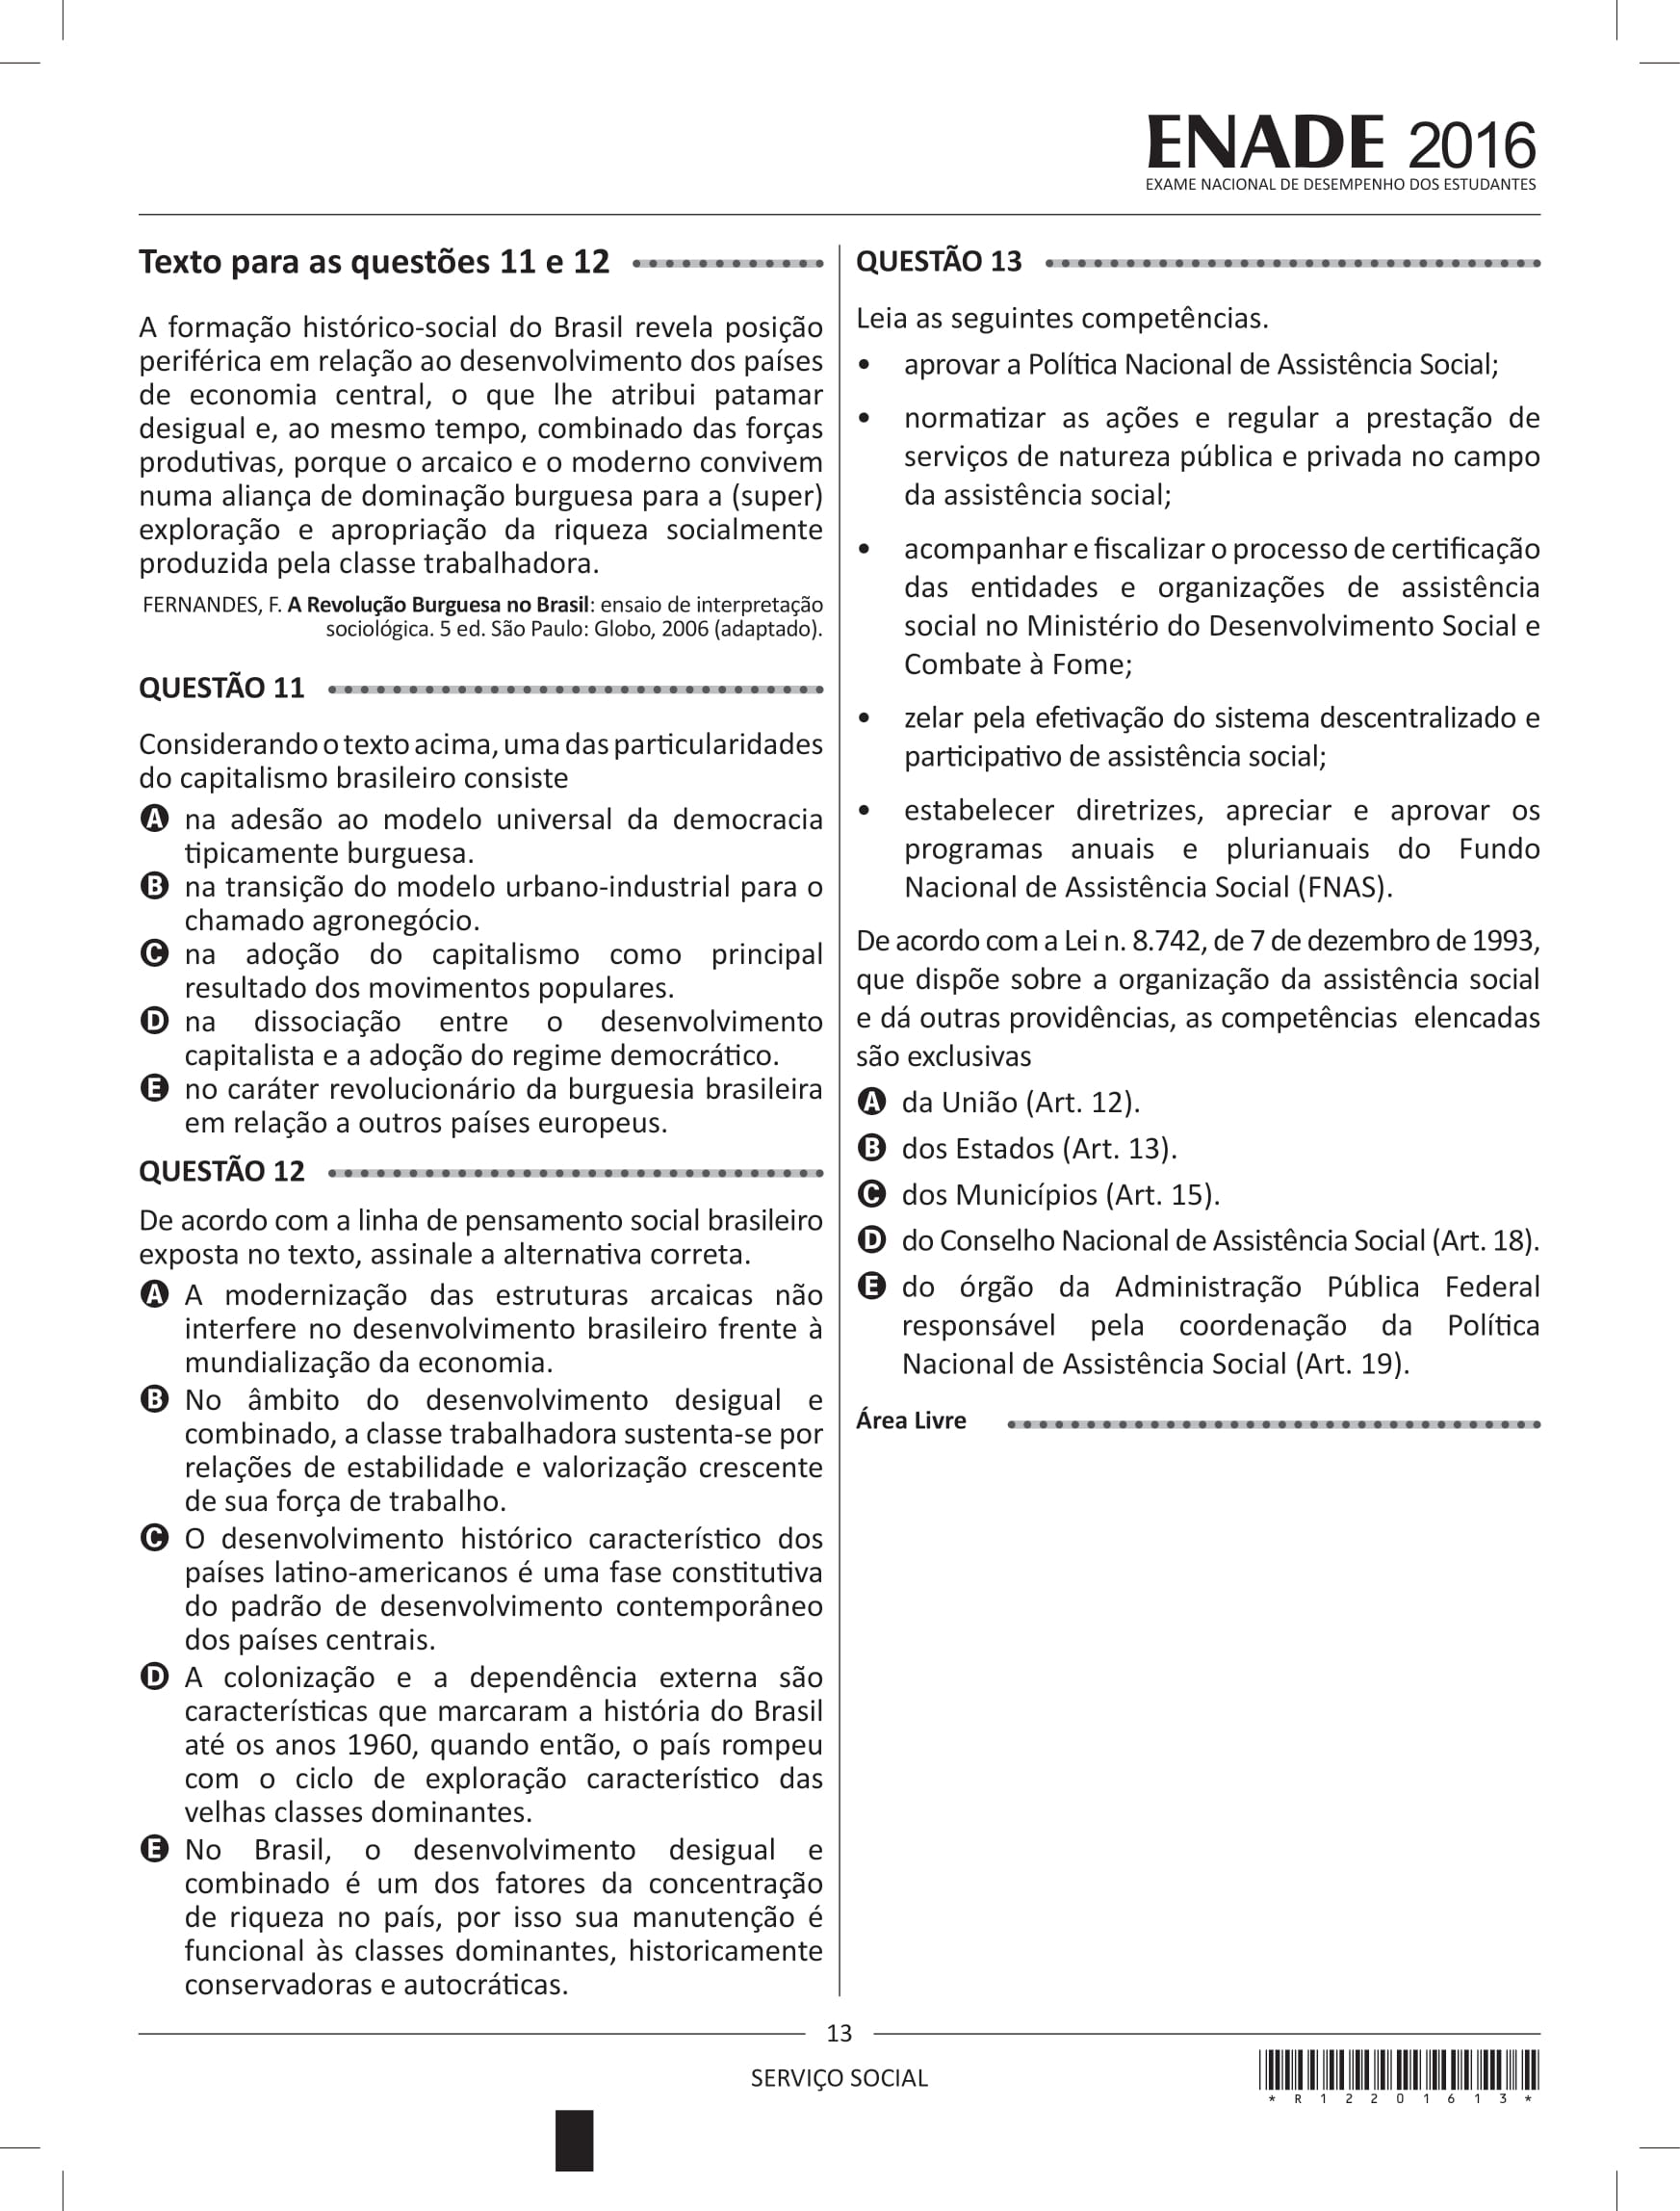 ENADE 2016
EXAME NACIONAL DE DESEMPENHO DOS ESTUDANTES
Texto para as questões 11 e 12
A formação histórico-social do Brasil revela posição
periférica em relação ao desenvolvimento dos países
de economia central, o que lhe atribui patamar
desigual e, ao mesmo tempo, combinado das forças
produtivas, porque o arcaico e o moderno convivem
numa aliança de dominação burguesa para a (super)
exploração e apropriação da riqueza socialmente
produzida pela classe trabalhadora.
FERNANDES, F. A Revolução Burguesa no Brasil: ensaio de interpretação
sociológica. 5 ed. São Paulo: Globo, 2006 (adaptado).
QUESTÃO 11
Considerando o texto acima, uma das particularidades
do capitalismo brasileiro consiste
A na adesão ao modelo universal da democracia
tipicamente burguesa.
B na transição do modelo urbano-industrial para o
chamado agronegócio.
C na adoção do capitalismo como principal
resultado dos movimentos populares.
D na dissociação entre o desenvolvimento
capitalista e a adoção do regime democrático.
E no caráter revolucionário da burguesia brasileira
em relação a outros países europeus.
QUESTÃO 12
De acordo com a linha de pensamento social brasileiro
exposta no texto, assinale a alternativa correta.
A A modernização das estruturas arcaicas não
interfere no desenvolvimento brasileiro frente à
mundialização da economia.
B No âmbito do desenvolvimento desigual e
combinado, a classe trabalhadora sustenta-se por
relações de estabilidade e valorização crescente
de sua força de trabalho.
C O desenvolvimento histórico característico dos
países latino-americanos é uma fase constitutiva
do padrão de desenvolvimento contemporâneo
dos países centrais.
D A colonização e a dependência externa são
características que marcaram a história do Brasil
até os anos 1960, quando então, o país rompeu
com o ciclo de exploração característico das
velhas classes dominantes.
E No Brasil, o desenvolvimento desigual e
combinado é um dos fatores da concentração
de riqueza no país, por isso sua manutenção é
funcional às classes dominantes, historicamente
conservadoras e autocráticas.
QUESTÃO 13
Leia as seguintes competências.
• aprovar a Política Nacional de Assistência Social;
• normatizar as ações e regular a prestação de
serviços de natureza pública e privada no campo
da assistência social;
• acompanhar e fiscalizar o processo de certificação
das entidades e organizações de assistência
social no Ministério do Desenvolvimento Social e
Combate à Fome;
• zelar pela efetivação do sistema descentralizado e
participativo de assistência social;
• estabelecer diretrizes, apreciar e aprovar os
programas anuais e plurianuais do Fundo
Nacional de Assistência Social (FNAS).
De acordo com a Lei n. 8.742, de 7 de dezembro de 1993,
que dispõe sobre a organização da assistência social
e dá outras providências, as competências elencadas
são exclusivas
A da União (Art. 12).
B dos Estados (Art. 13).
C dos Municípios (Art. 15).
D do Conselho Nacional de Assistência Social (Art. 18).
E do órgão da Administração Pública Federal
responsável pela coordenação da Política
Nacional de Assistência Social (Art. 19).
Área Livre
13
SERVIÇO SOCIAL
*R12201613*